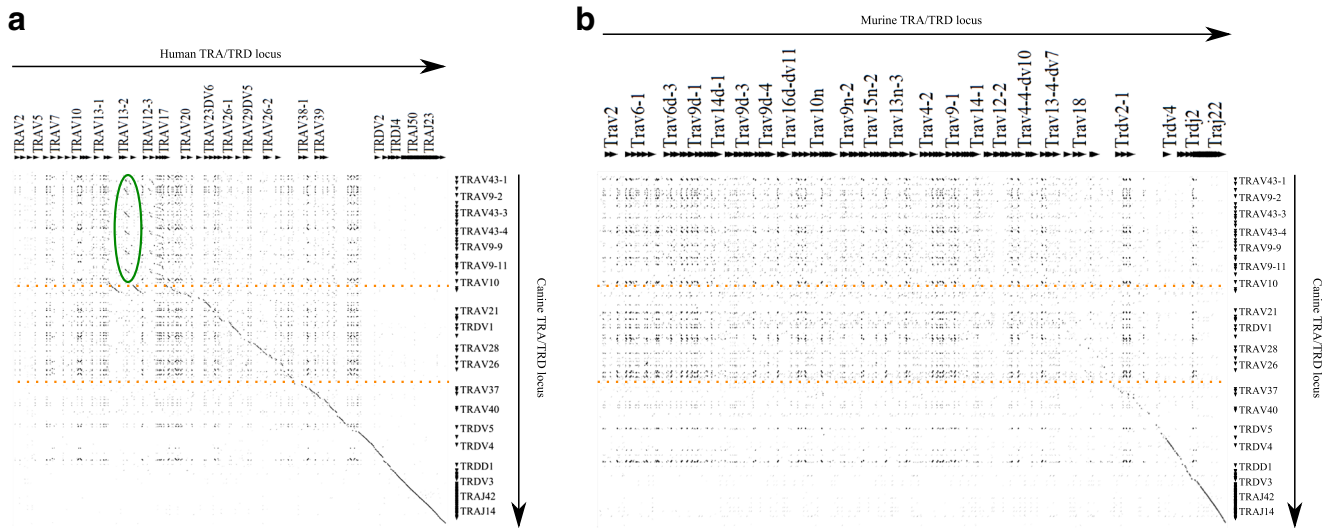 a
Human TRA/TRD locus
TRAV2
TRAV5
TRAV7
TRAV10
TRAV13-1
TRAV13-2
TRAV12-3
TRAV17
TRAV20
TRAV23DV6
TRAV26-1
TRAV29DV5
TRAV26-2
TRAV38-1
TRAV39
TRDV2
TRDJ4
TRAJ50
TRAJ23
TRAV43-1
TRAV9-2
TRAV43-3
TRAV43-4
TRAV9-9
TRAV9-11
TRAV10
TRAV21
TRDV1
TRAV28
TRAV26
TRAV37
TRAV40
TRDV5
TRDV4
TRDD1
TRDV3
TRAJ42
TRAJ14
Canine TRA/TRD locus
b
Murine TRA/TRD locus
Trav2
Trav6-1
Trav6d-3
Trav9d-1
Trav14d-1
Trav9d-3
Trav9d-4
Trav16d-dv11
Trav10n
Trav9n-2
Trav15n-2
Trav13n-3
Trav4-2
Trav9-1
Trav14-1
Trav12-2
Trav4-4-dv10
Trav13-4-dv7
Trav18
Trdv2-1
Trdv4
Trdj2
Traj22
TRAV43-1
TRAV9-2
TRAV43-3
TRAV43-4
TRAV9-9
TRAV9-11
TRAV10
TRAV21
TRDV1
TRAV28
TRAV26
TRAV37
TRAV40
TRDV5
TRDV4
TRDD1
TRDV3
TRAJ42
TRAJ14
Canine TRA/TRD locus